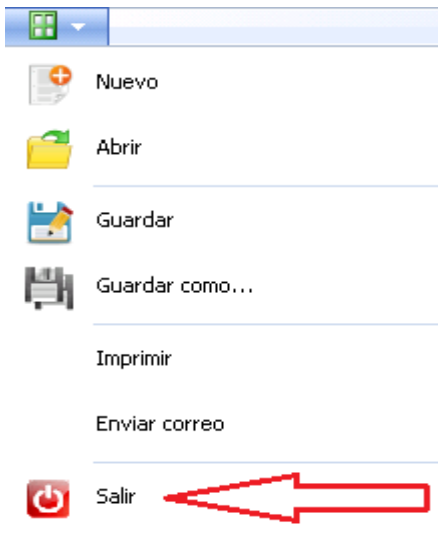 Nuevo
Abrir
Guardar
Guardar como...
Imprimir
Enviar correo
Salir